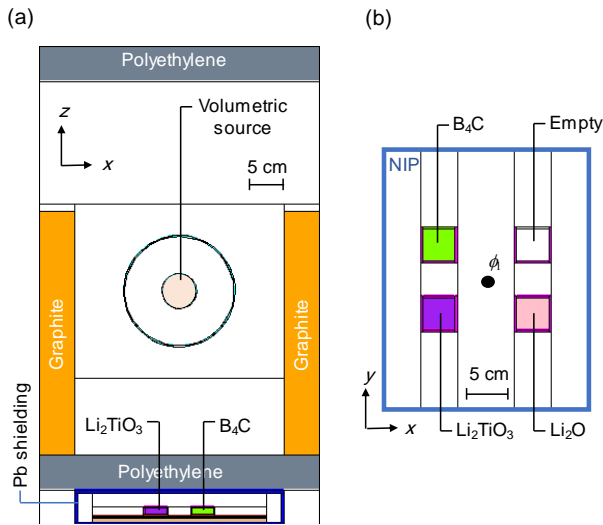 (a)
Polyethylene
Volumetric
source
z
x
5 cm
Graphite
Graphite
Li₂TiO₃
B₄C
Pb shielding
Polyethylene
(b)
B₄C
Empty
NIP
ϕ₁
5 cm
y
x
Li₂TiO₃
Li₂O